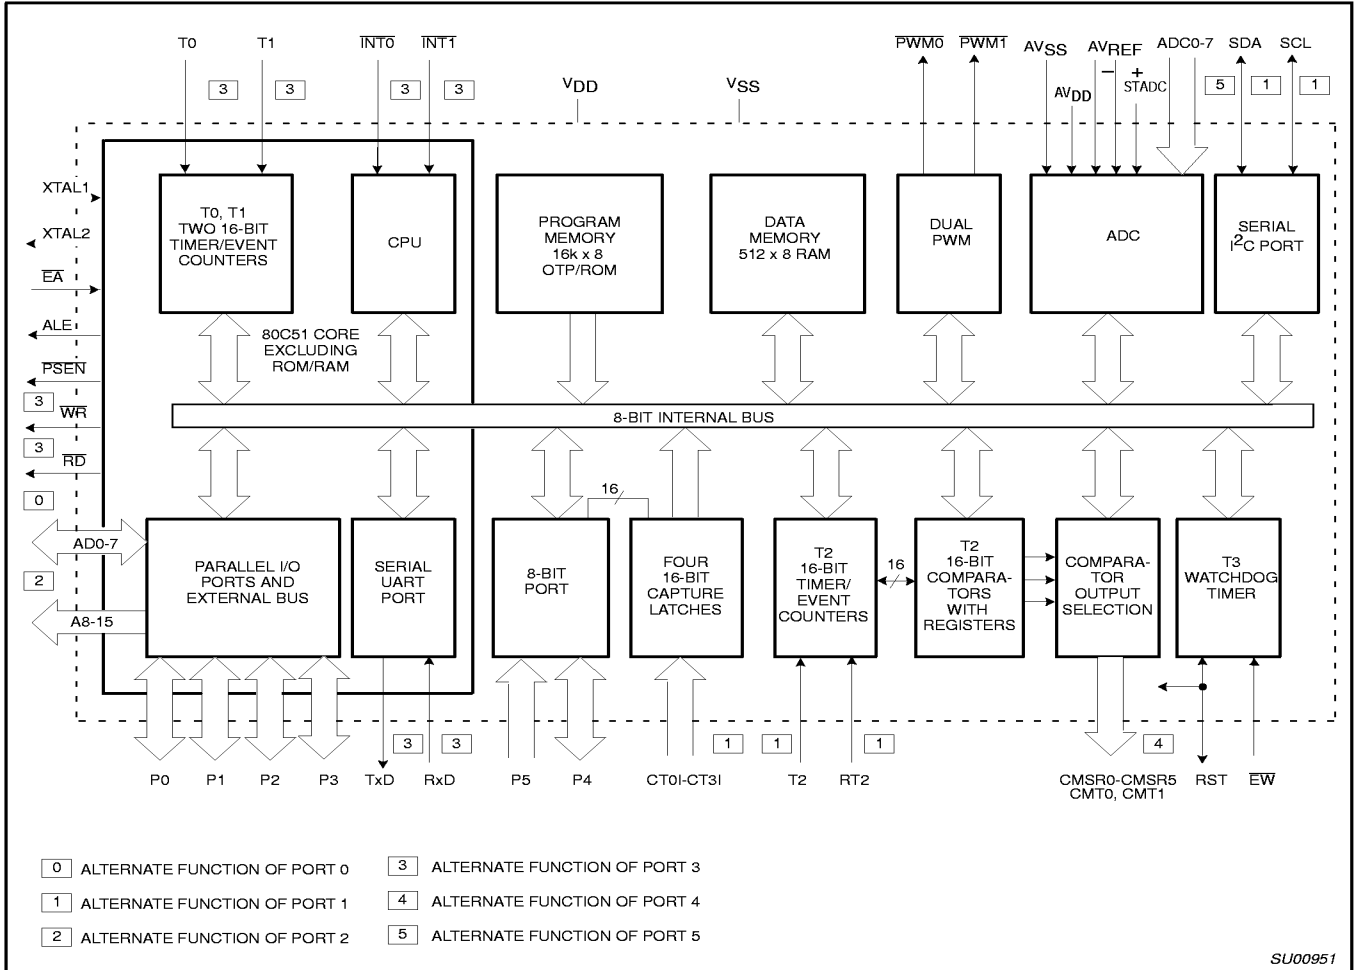 T0 T1 INT0 INT1 PWM0 PWM1 AVSS AVREF ADC0-7 SDA SCL
3 3 3 3 VDD VSS − + 5 1 1
AVDD STADC
XTAL1
XTAL2
EA
ALE
PSEN
3 WR
3 RD
0
AD0-7
2
A8-15
T0, T1
TWO 16-BIT
TIMER/EVENT
COUNTERS
CPU
PROGRAM
MEMORY
16k x 8
OTP/ROM
DATA
MEMORY
512 x 8 RAM
DUAL
PWM
ADC
SERIAL
I2C PORT
80C51 CORE
EXCLUDING
ROM/RAM
8-BIT INTERNAL BUS
PARALLEL I/O
PORTS AND
EXTERNAL BUS
SERIAL
UART
PORT
8-BIT
PORT
16
FOUR
16-BIT
CAPTURE
LATCHES
T2
16-BIT
TIMER/
EVENT
COUNTERS
16
T2
16-BIT
COMPARA-
TORS
WITH
REGISTERS
COMPARA-
TOR
OUTPUT
SELECTION
T3
WATCHDOG
TIMER
3 3 1 1 1 4
P0 P1 P2 P3 TxD RxD P5 P4 CT0I-CT3I T2 RT2 CMSR0-CMSR5 RST EW
CMT0, CMT1
0 ALTERNATE FUNCTION OF PORT 0
1 ALTERNATE FUNCTION OF PORT 1
2 ALTERNATE FUNCTION OF PORT 2
3 ALTERNATE FUNCTION OF PORT 3
4 ALTERNATE FUNCTION OF PORT 4
5 ALTERNATE FUNCTION OF PORT 5
SU00951